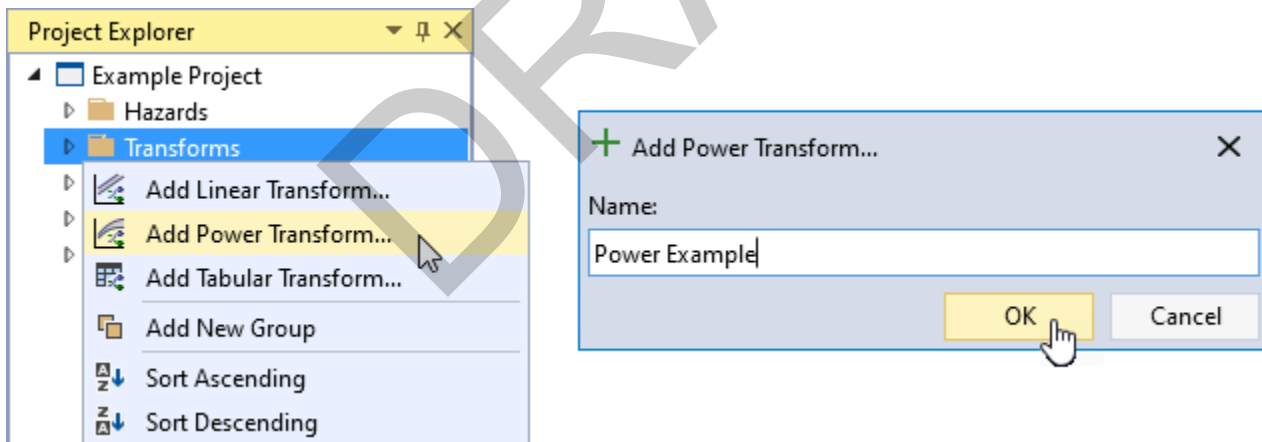 Project Explorer
Example Project
Hazards
Transforms
Add Linear Transform...
Add Power Transform...
Add Tabular Transform...
Add New Group
Sort Ascending
Sort Descending
Add Power Transform...
Name:
Power Example
OK
Cancel